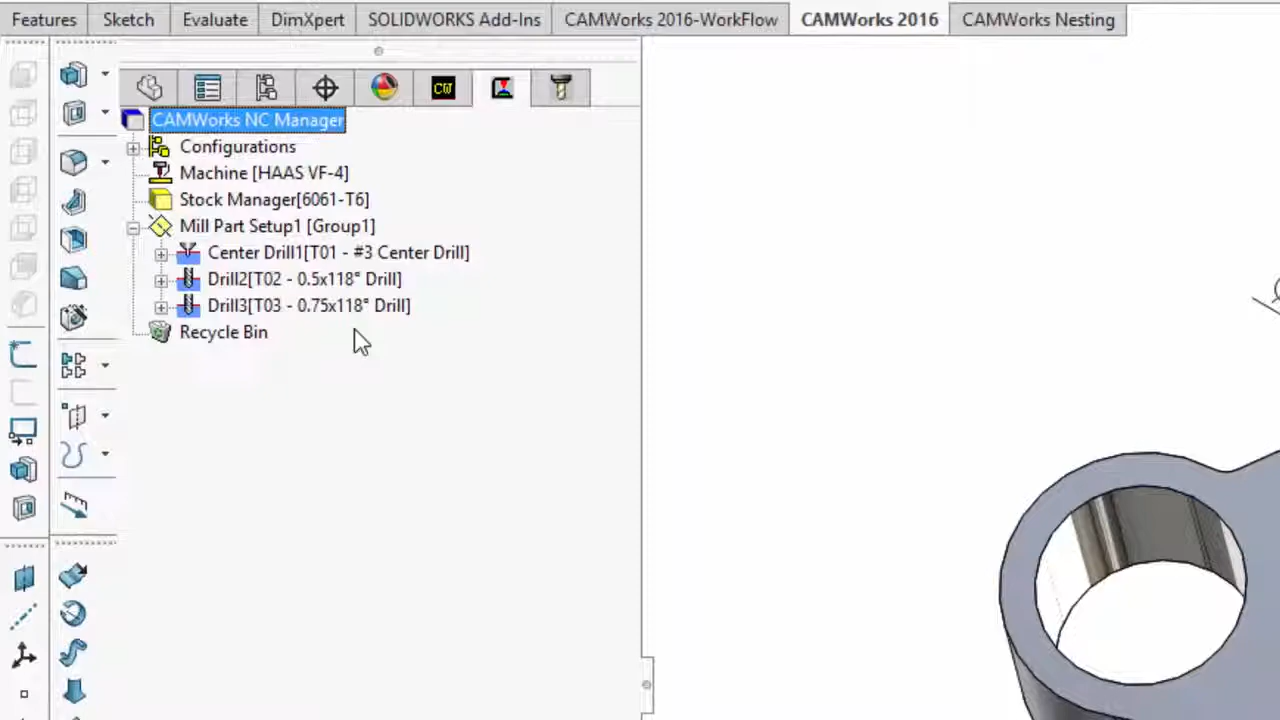 Features Sketch Evaluate DimXpert SOLIDWORKS Add-Ins CAMWorks 2016-WorkFlow CAMWorks 2016 CAMWorks Nesting
CW
CAMWorks NC Manager
Configurations
Machine [HAAS VF-4]
Stock Manager[6061-T6]
Mill Part Setup1 [Group1]
Center Drill1[T01 - #3 Center Drill]
Drill2[T02 - 0.5x118° Drill]
Drill3[T03 - 0.75x118° Drill]
Recycle Bin